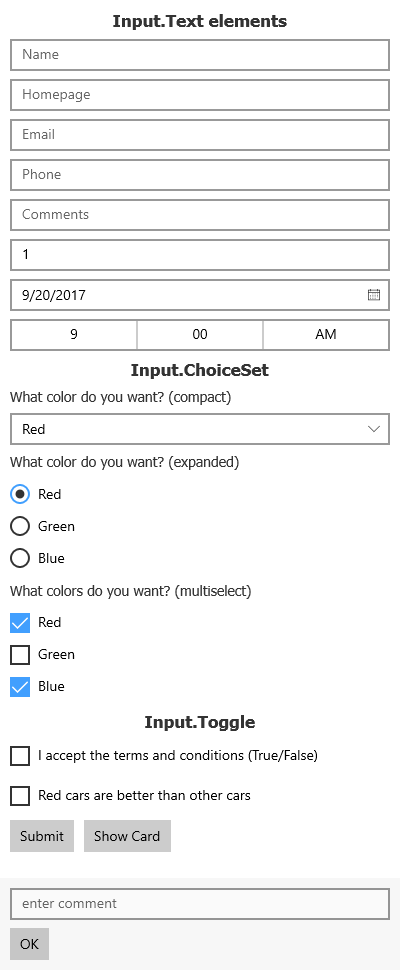 Input.Text elements
Name
Homepage
Email
Phone
Comments
1
9/20/2017
9 00 AM
Input.ChoiceSet
What color do you want? (compact)
Red
What color do you want? (expanded)
Red
Green
Blue
What colors do you want? (multiselect)
Red
Green
Blue
Input.Toggle
I accept the terms and conditions (True/False)
Red cars are better than other cars
Submit Show Card
enter comment
OK